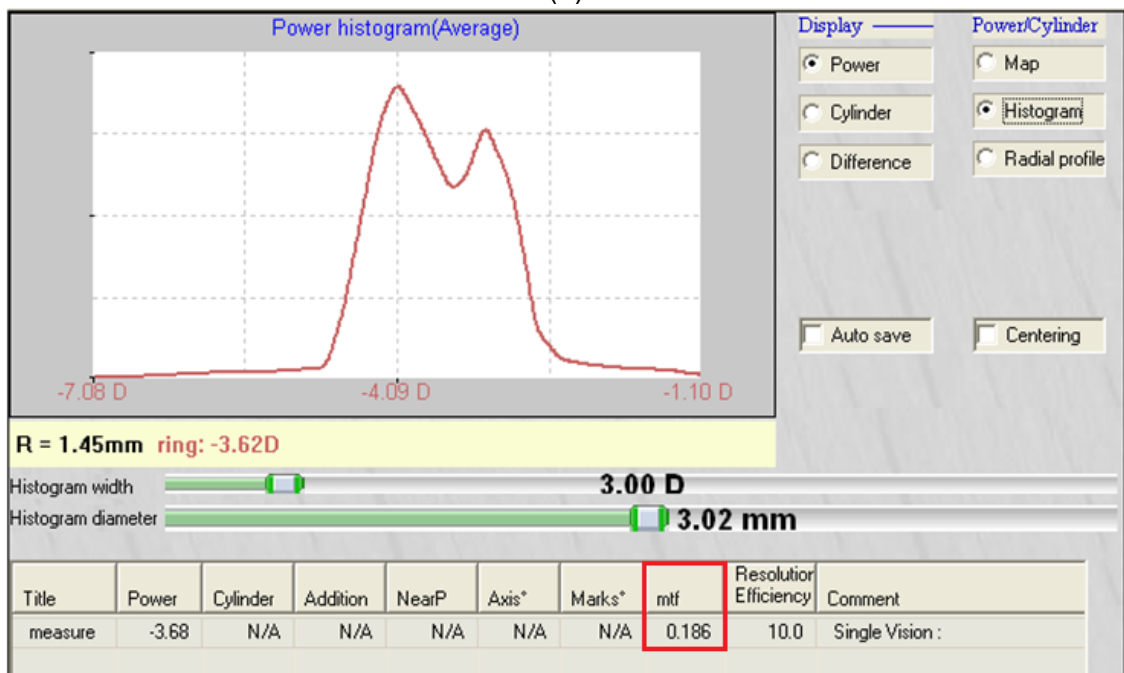 Power histogram(Average)
-7.08 D -4.09 D -1.10 D
Display
Power
Cylinder
Difference
Power/Cylinder
Map
Histogram
Radial profile
Auto save
Centering
R = 1.45mm ring: -3.62D
Histogram width 3.00 D
Histogram diameter 3.02 mm
Title Power Cylinder Addition NearP Axis° Marks° mtf Resolution Efficiency Comment
measure -3.68 N/A N/A N/A N/A N/A 0.186 10.0 Single Vision :